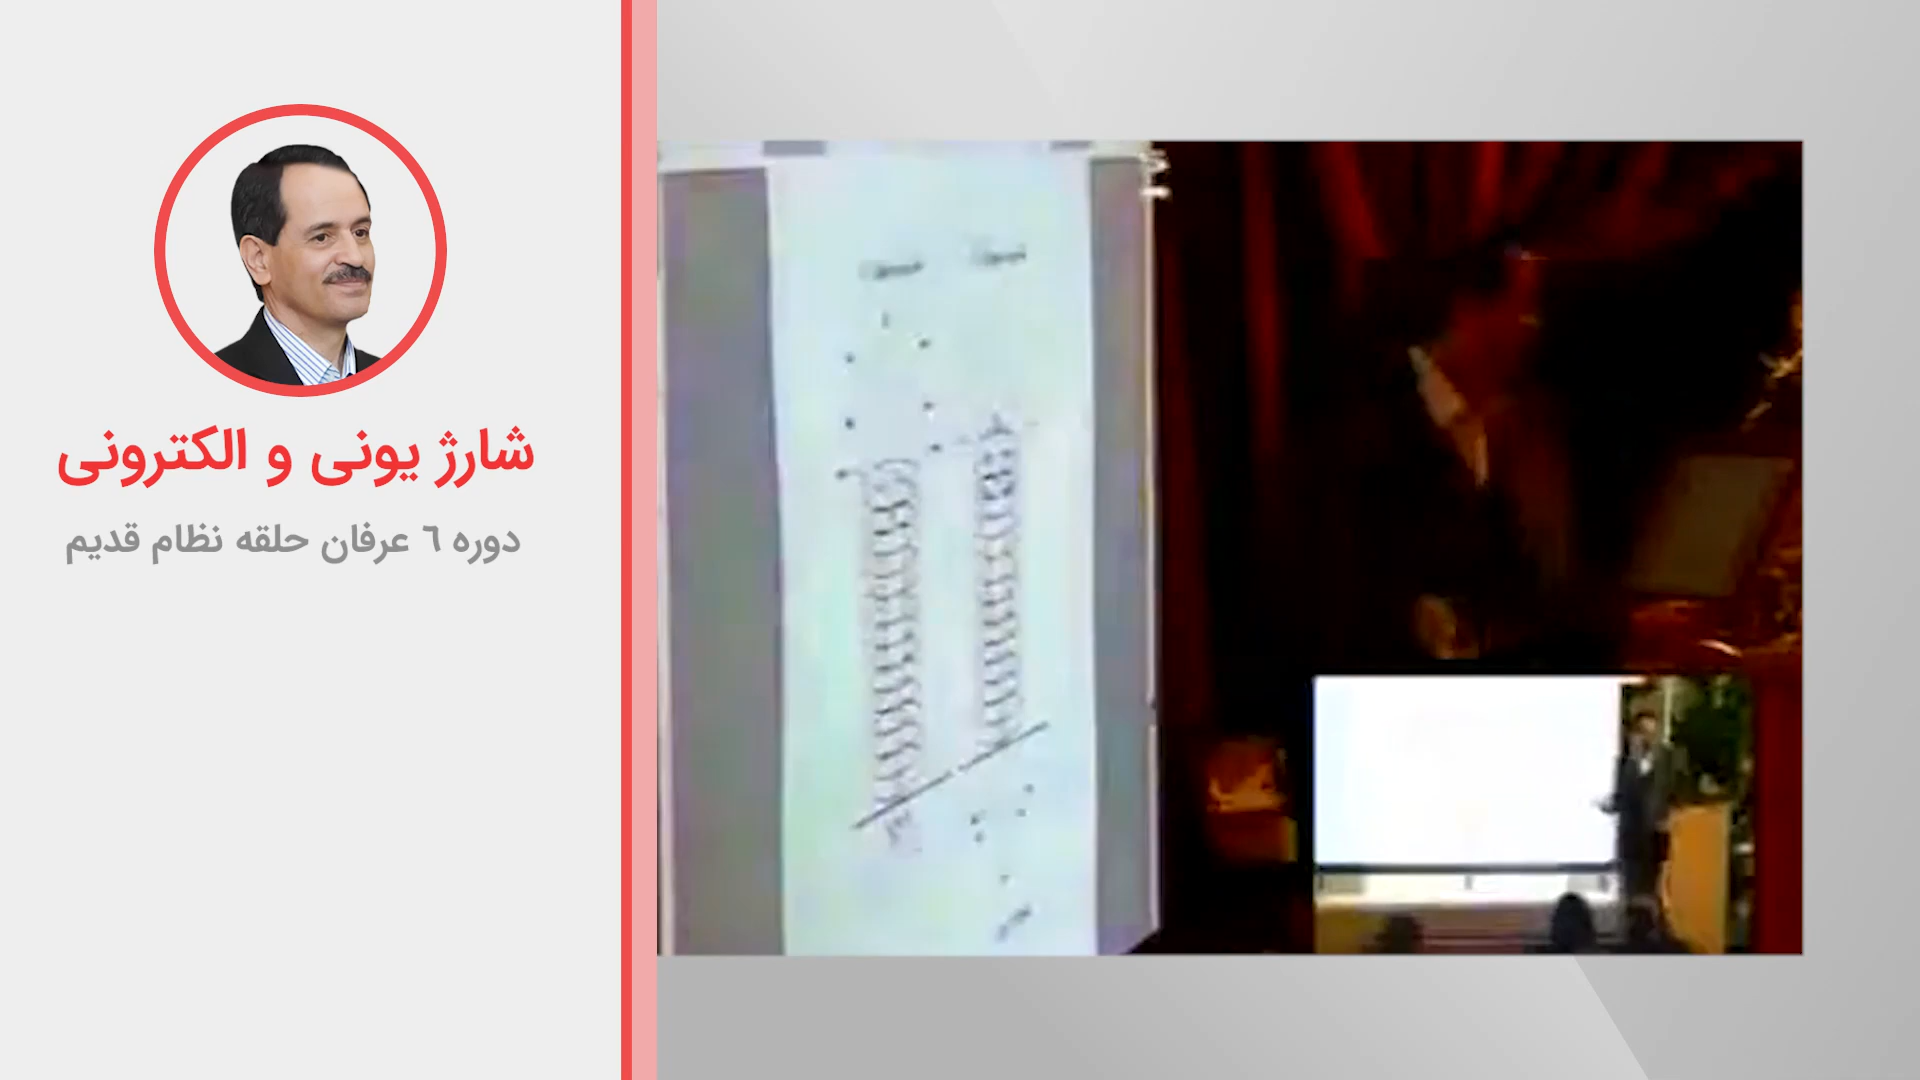 شارژ یونی و الکترونی
دوره ٦ عرفان حلقه نظام قدیم